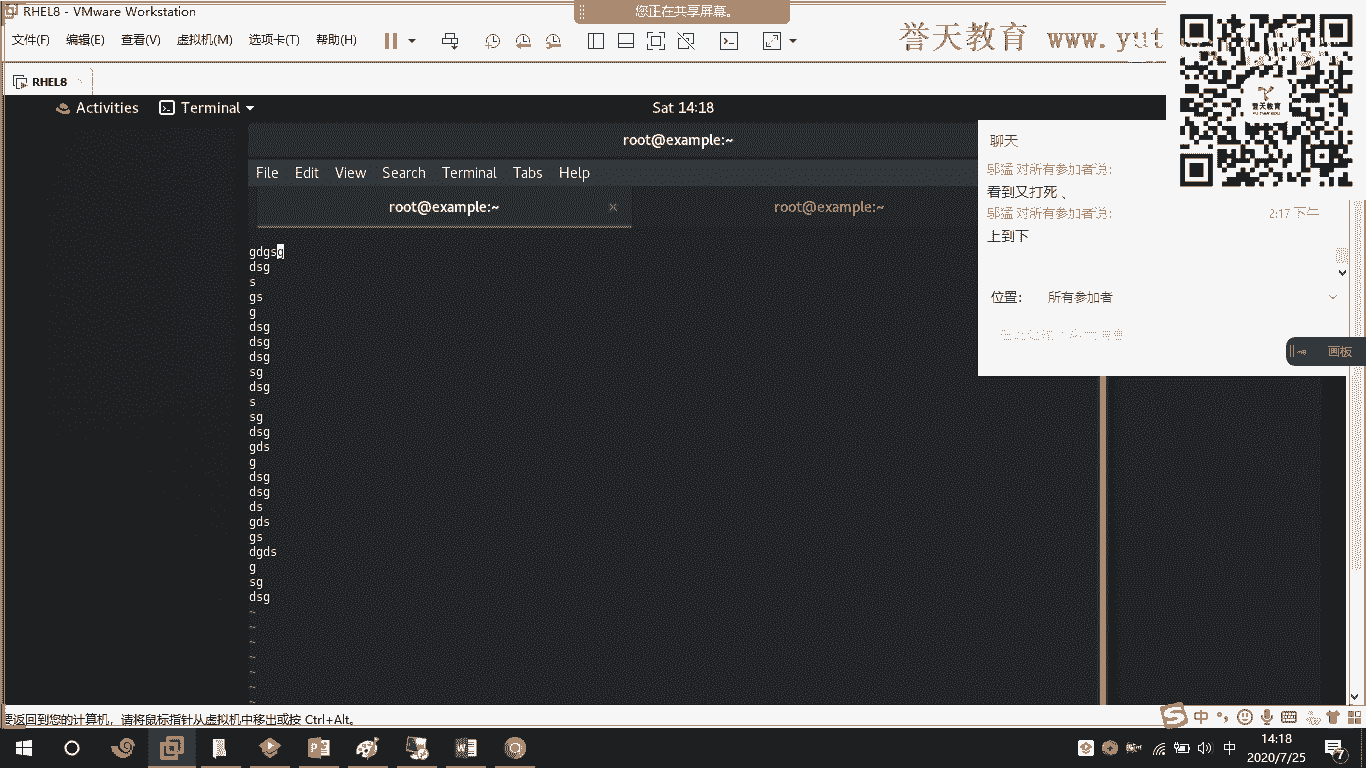 RHEL8 - VMware Workstation
您正在共享屏幕。
文件(F) 编辑(E) 查看(V) 虚拟机(M) 选项卡(T) 帮助(H)
誉天教育 www.yut
RHEL8
誉天教育
Activities Terminal Sat 14:18
root@example:~
File Edit View Search Terminal Tabs Help
root@example:~ × root@example:~
聊天
邬猛 对所有参加者说:
看到又打死 、
邬猛 对所有参加者说: 2:17 下午
上到下
位置: 所有参加者
画板
gdgsg
dsg
s
gs
g
dsg
dsg
dsg
sg
dsg
s
sg
dsg
gds
g
dsg
dsg
ds
gds
gs
dgds
g
sg
dsg
~
~
~
~
~
~
~
要返回到您的计算机，请将鼠标指针从虚拟机中移出或按 Ctrl+Alt。
中
中 14:18
2020/7/25
7